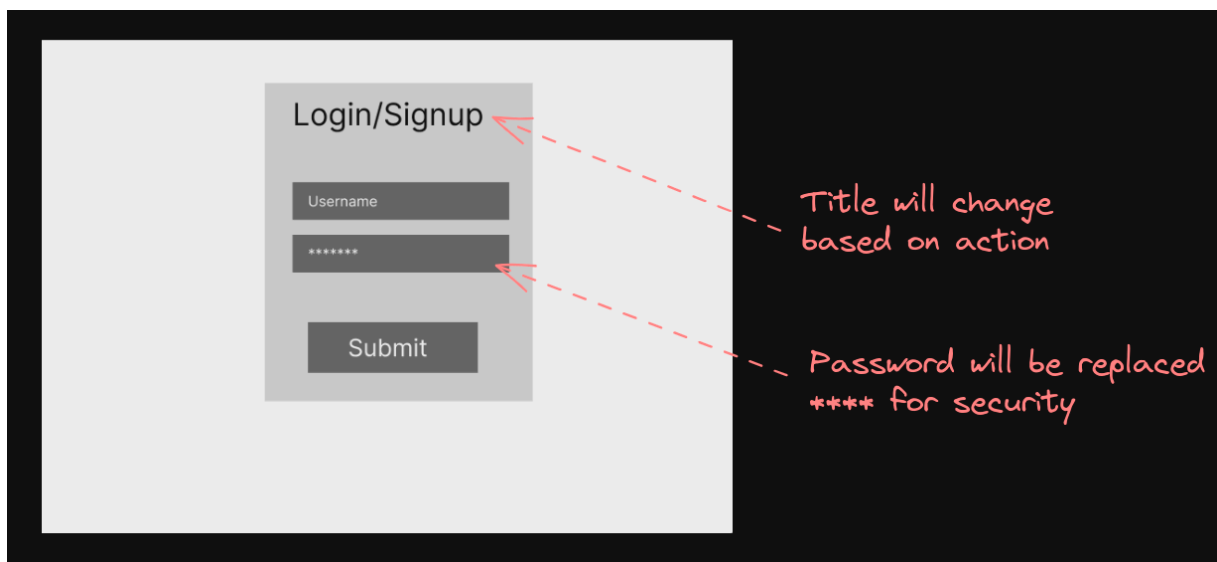 Login/Signup
Username
*******
Submit
Title will change
based on action
Password will be replaced
**** for security